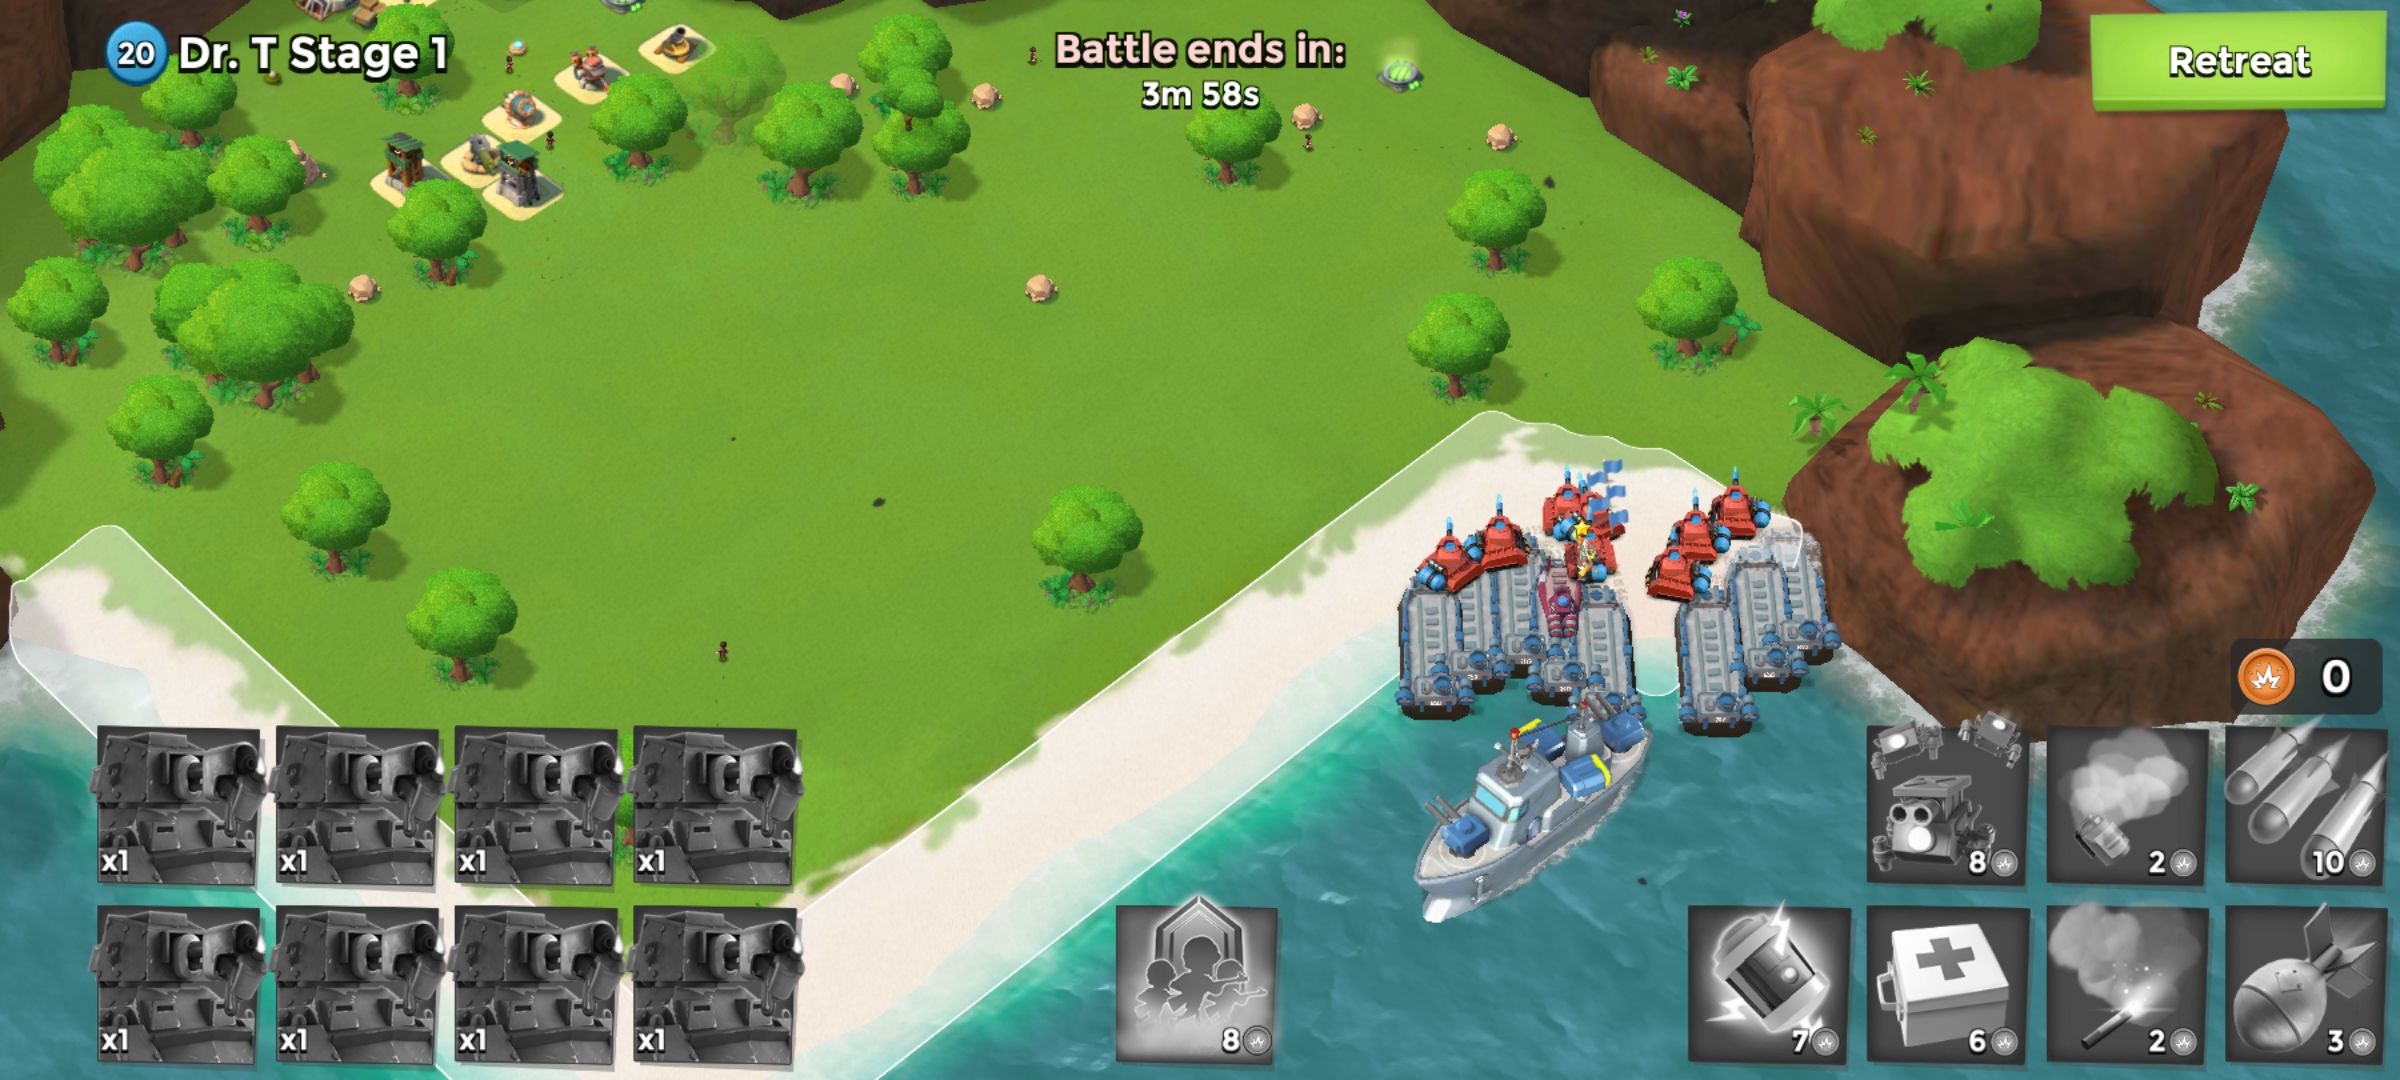 20 Dr. T Stage 1
Battle ends in:
3m 58s
Retreat
0
x1 x1 x1 x1
8 2 10
x1 x1 x1 x1
8
7 6 2 3